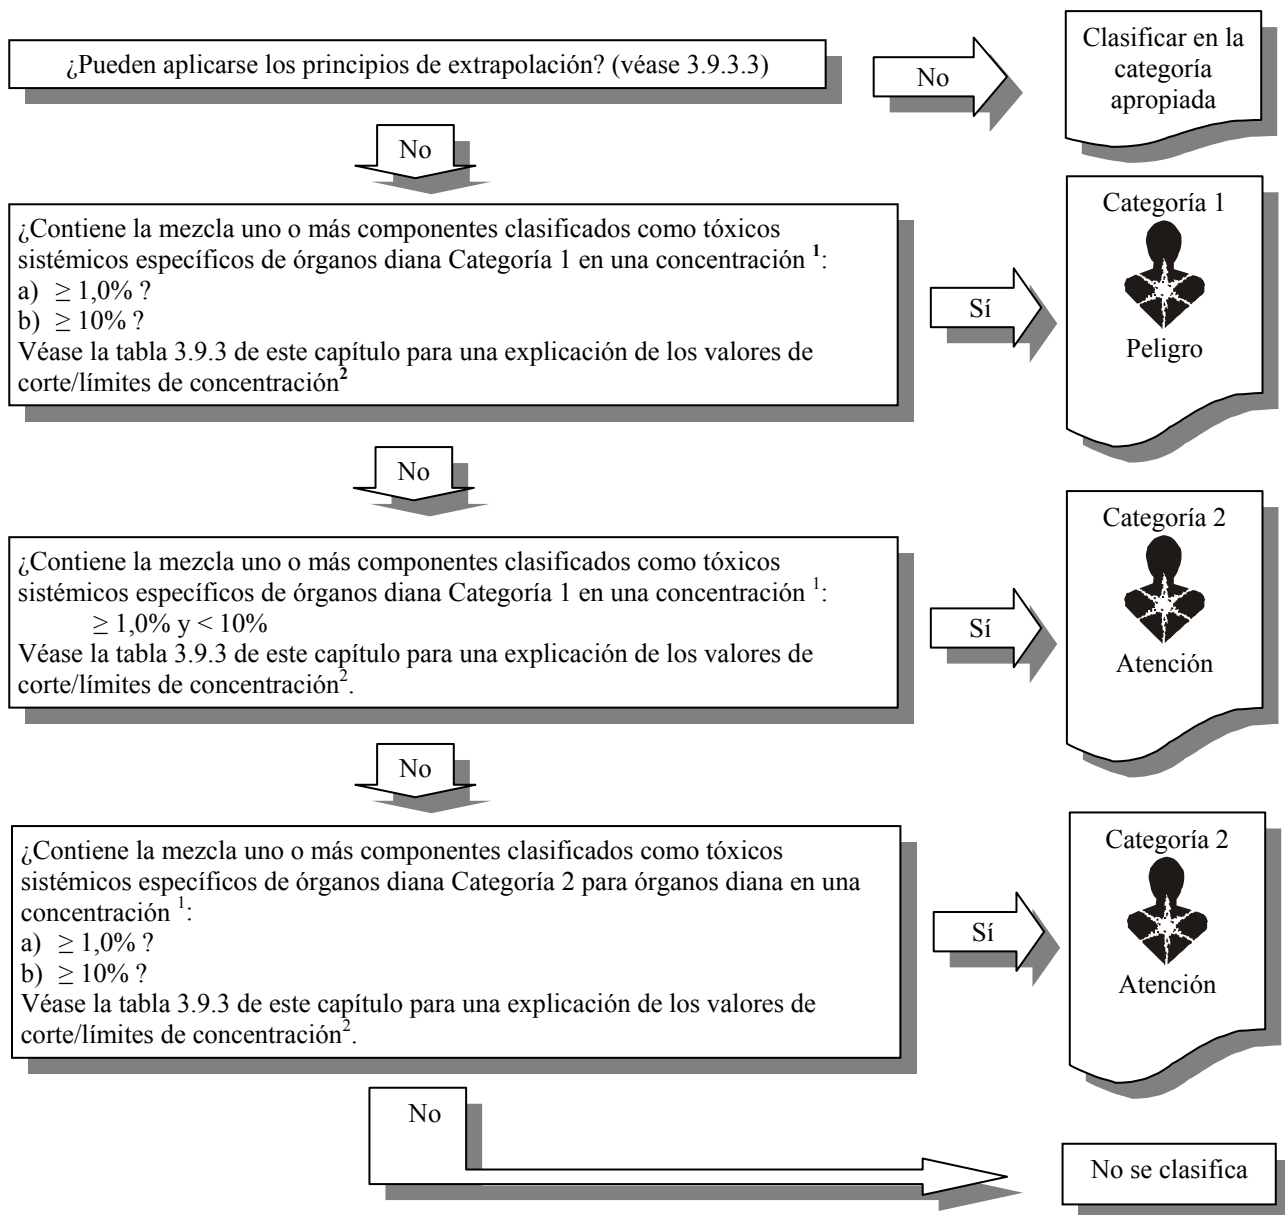 ¿Pueden aplicarse los principios de extrapolación? (véase 3.9.3.3)
No
Clasificar en la
categoría
apropiada
No
¿Contiene la mezcla uno o más componentes clasificados como tóxicos
sistémicos específicos de órganos diana Categoría 1 en una concentración ¹:
a) ≥ 1,0% ?
b) ≥ 10% ?
Véase la tabla 3.9.3 de este capítulo para una explicación de los valores de
corte/límites de concentración²
Sí
Categoría 1
Peligro
No
¿Contiene la mezcla uno o más componentes clasificados como tóxicos
sistémicos específicos de órganos diana Categoría 1 en una concentración ¹:
≥ 1,0% y < 10%
Véase la tabla 3.9.3 de este capítulo para una explicación de los valores de
corte/límites de concentración².
Sí
Categoría 2
Atención
No
¿Contiene la mezcla uno o más componentes clasificados como tóxicos
sistémicos específicos de órganos diana Categoría 2 para órganos diana en una
concentración ¹:
a) ≥ 1,0% ?
b) ≥ 10% ?
Véase la tabla 3.9.3 de este capítulo para una explicación de los valores de
corte/límites de concentración².
Sí
Categoría 2
Atención
No
No se clasifica